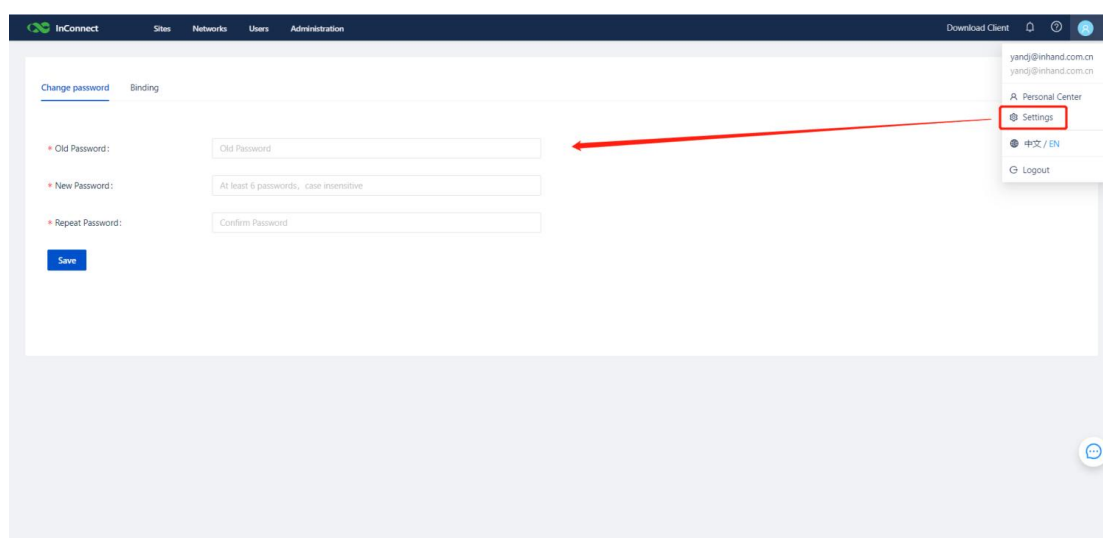 InConnect Sites Networks Users Administration Download Client
yandj@inhand.com.cn
yandj@inhand.com.cn
Personal Center
Settings
中文 / EN
Logout
Change password Binding
* Old Password: Old Password
* New Password: At least 6 passwords, case insensitive
* Repeat Password: Confirm Password
Save